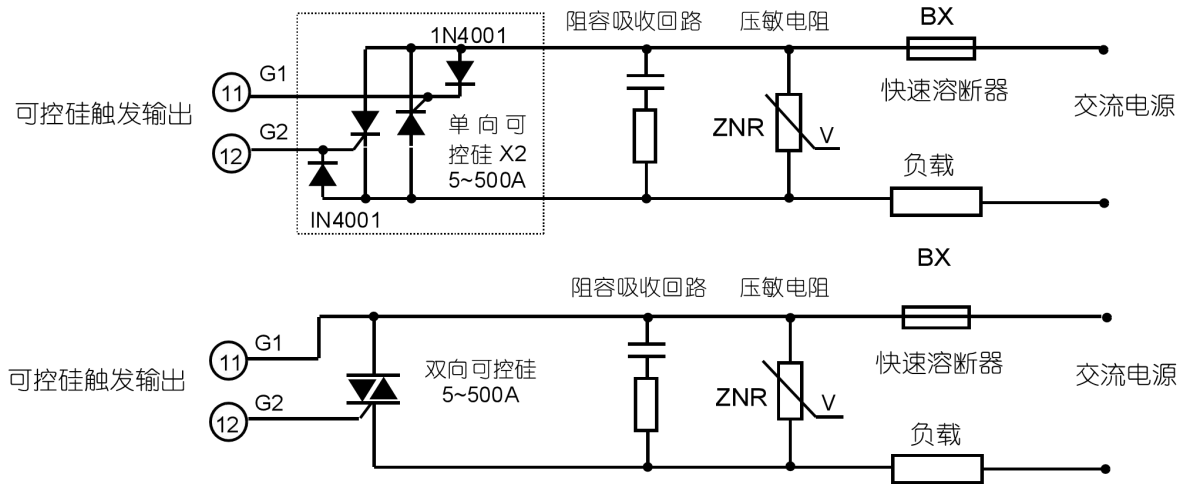 阻容吸收回路
压敏电阻
BX
1N4001
G1
11
快速溶断器
可控硅触发输出
交流电源
G2
12
单向可
控硅 X2
5~500A
ZNR
V
负载
IN4001
BX
阻容吸收回路
压敏电阻
G1
11
快速溶断器
可控硅触发输出
双向可控硅
5~500A
交流电源
G2
12
ZNR
V
负载